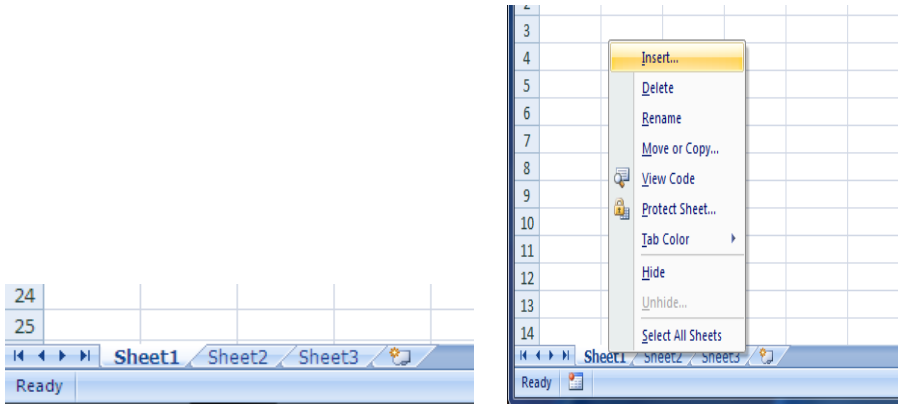 24
25
Sheet1 Sheet2 Sheet3
Ready
3
4
Insert...
5
Delete
6
Rename
7
Move or Copy...
8
View Code
9
Protect Sheet...
10
Tab Color
11
12
Hide
13
Unhide...
14
Select All Sheets
Sheet1 Sheet2 Sheet3
Ready